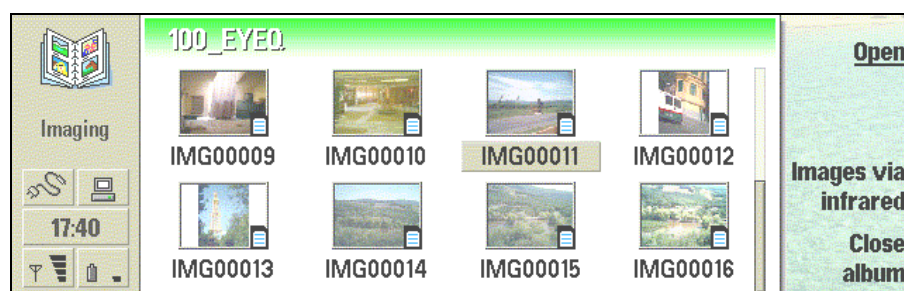 100_EYEQ
Open
Imaging
IMG00009 IMG00010 IMG00011 IMG00012
Images via
infrared
17:40
Close
album
IMG00013 IMG00014 IMG00015 IMG00016